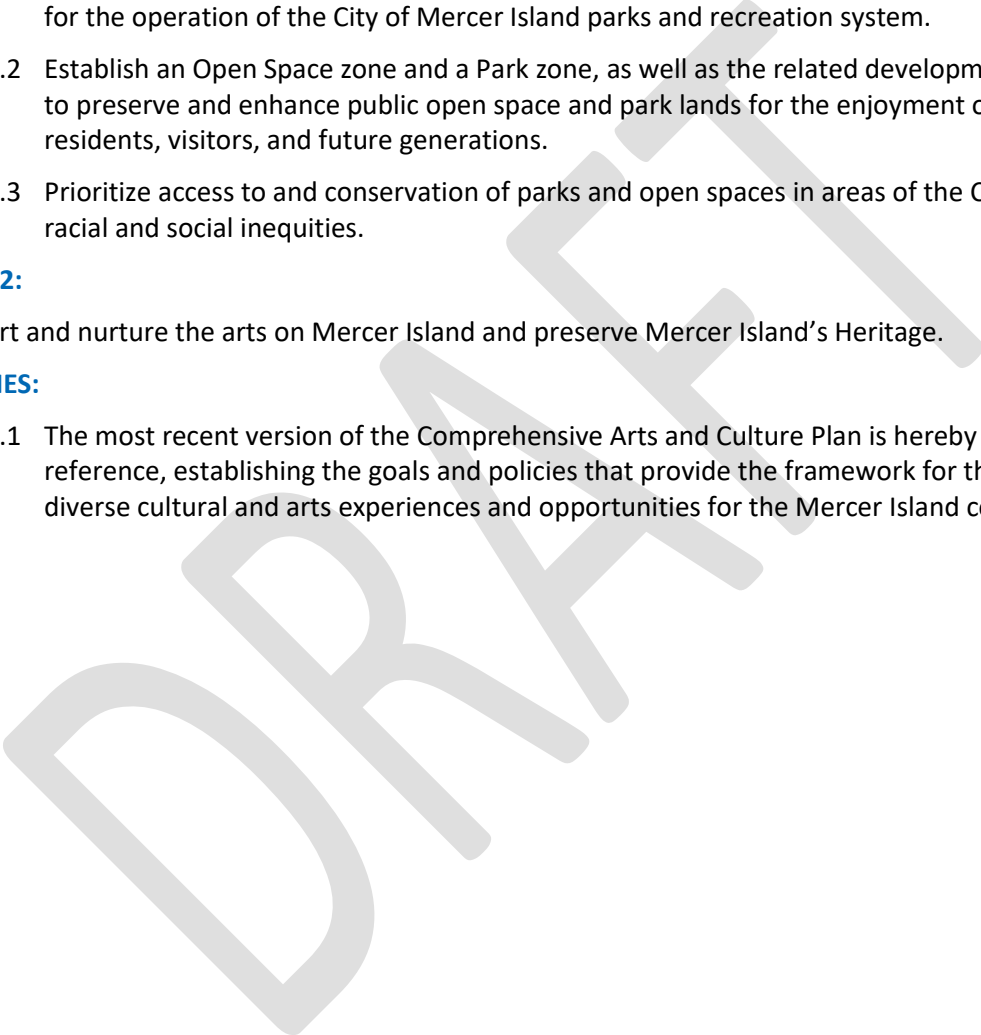 for the operation of the City of Mercer Island parks and recreation system.
.2 Establish an Open Space zone and a Park zone, as well as the related developm
to preserve and enhance public open space and park lands for the enjoyment o
residents, visitors, and future generations.
.3 Prioritize access to and conservation of parks and open spaces in areas of the C
racial and social inequities.
2:
rt and nurture the arts on Mercer Island and preserve Mercer Island’s Heritage.
IES:
.1 The most recent version of the Comprehensive Arts and Culture Plan is hereby
reference, establishing the goals and policies that provide the framework for th
diverse cultural and arts experiences and opportunities for the Mercer Island c
DRAFT